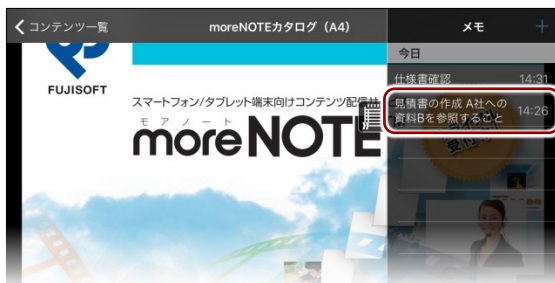 コンテンツ一覧
moreNOTEカタログ（A4）
メモ
今日
仕様書確認 14:31
見積書の作成 A社への
資料Bを参照すること 14:26
FUJISOFT
スマートフォン/タブレット端末向けコンテンツ配信サ
モアノート
moreNOTE